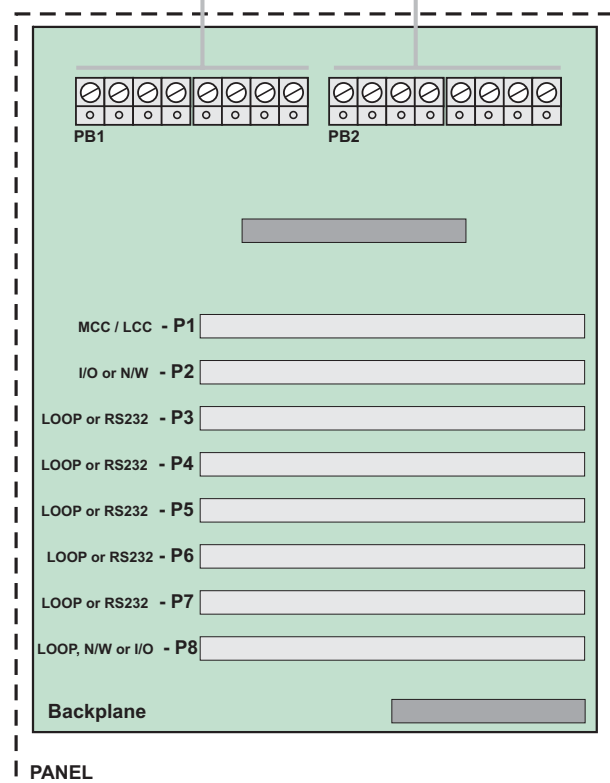 PB1
PB2
MCC / LCC - P1
I/O or N/W - P2
LOOP or RS232 - P3
LOOP or RS232 - P4
LOOP or RS232 - P5
LOOP or RS232 - P6
LOOP or RS232 - P7
LOOP, N/W or I/O - P8
Backplane
PANEL